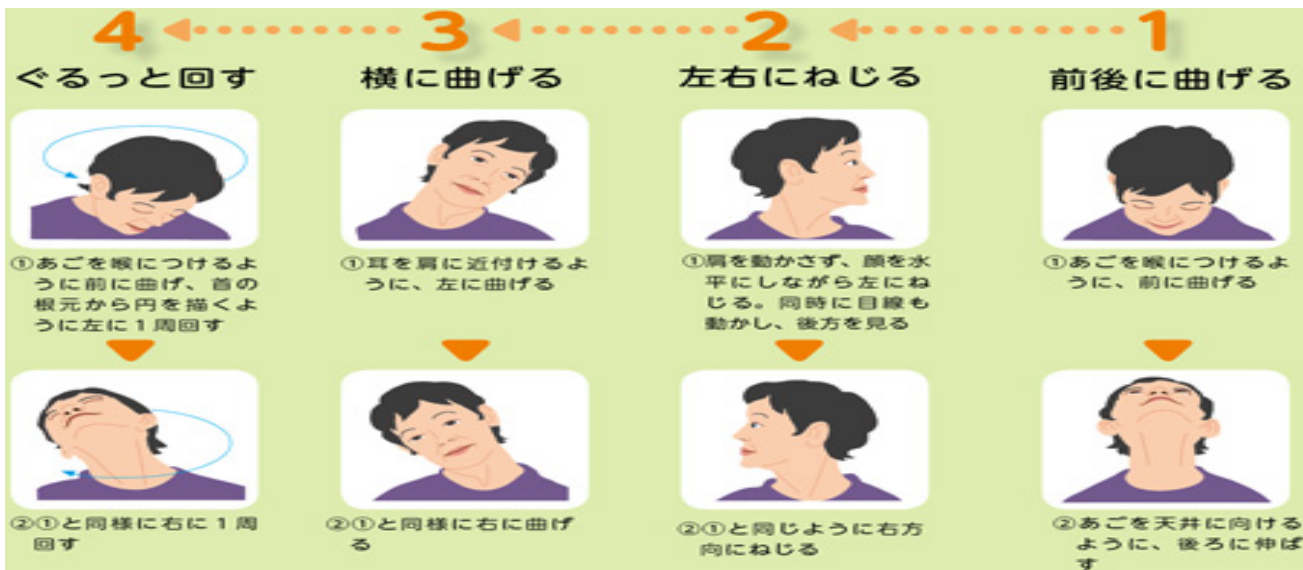 1
前後に曲げる
①あごを喉につけるよ
うに、前に曲げる
②あごを天井に向ける
ように、後ろに伸ば
す
2
左右にねじる
①肩を動かさず、顔を水
平にしながら左にね
じる。同時に目線も
動かし、後方を見る
②①と同じように右方
向にねじる
3
横に曲げる
①耳を肩に近付けるよ
うに、左に曲げる
②①と同様に右に曲げ
る
4
ぐるっと回す
①あごを喉につけるよ
うに前に曲げ、首の
根元から円を描くよ
うに左に1周回す
②①と同様に右に1周
回す